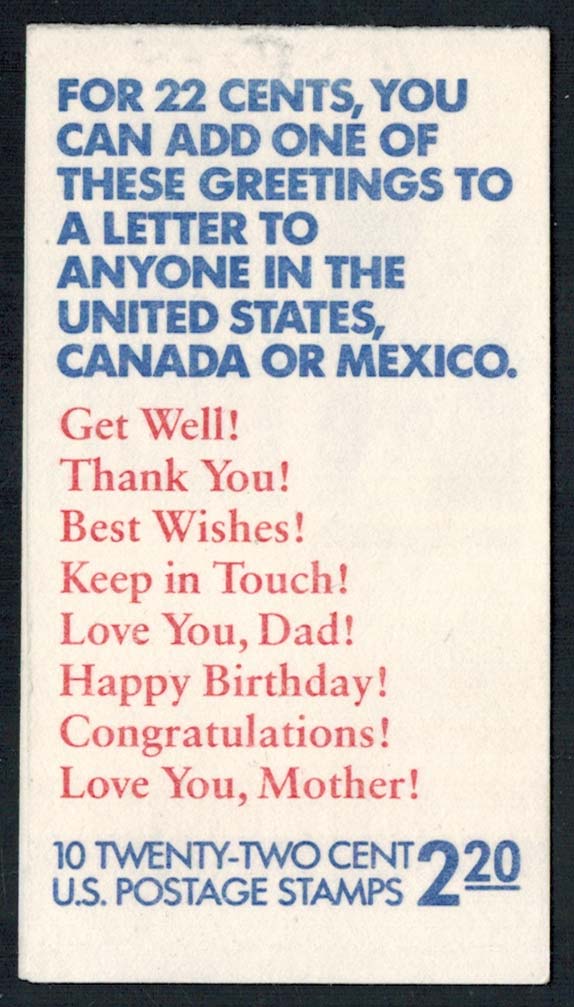 FOR 22 CENTS, YOU
CAN ADD ONE OF
THESE GREETINGS TO
A LETTER TO
ANYONE IN THE
UNITED STATES,
CANADA OR MEXICO.
Get Well!
Thank You!
Best Wishes!
Keep in Touch!
Love You, Dad!
Happy Birthday!
Congratulations!
Love You, Mother!
10 TWENTY-TWO CENT
U.S. POSTAGE STAMPS 2 20